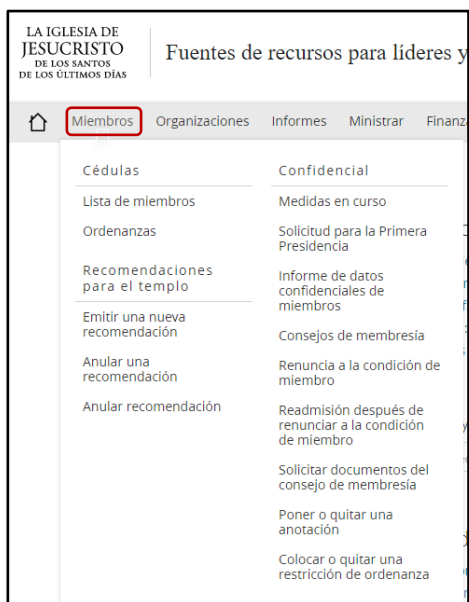 LA IGLESIA DE
JESUCRISTO
DE LOS SANTOS
DE LOS ÚLTIMOS DÍAS
Fuentes de recursos para líderes y
Miembros Organizaciones Informes Ministrar Finanza
Cédulas
Lista de miembros
Ordenanzas
Recomendaciones
para el templo
Emitir una nueva
recomendación
Anular una
recomendación
Anular recomendación
Confidencial
Medidas en curso
Solicitud para la Primera
Presidencia
Informe de datos
confidenciales de
miembros
Consejos de membresía
Renuncia a la condición de
miembro
Readmisión después de
renunciar a la condición
de miembro
Solicitar documentos del
consejo de membresía
Poner o quitar una
anotación
Colocar o quitar una
restricción de ordenanza